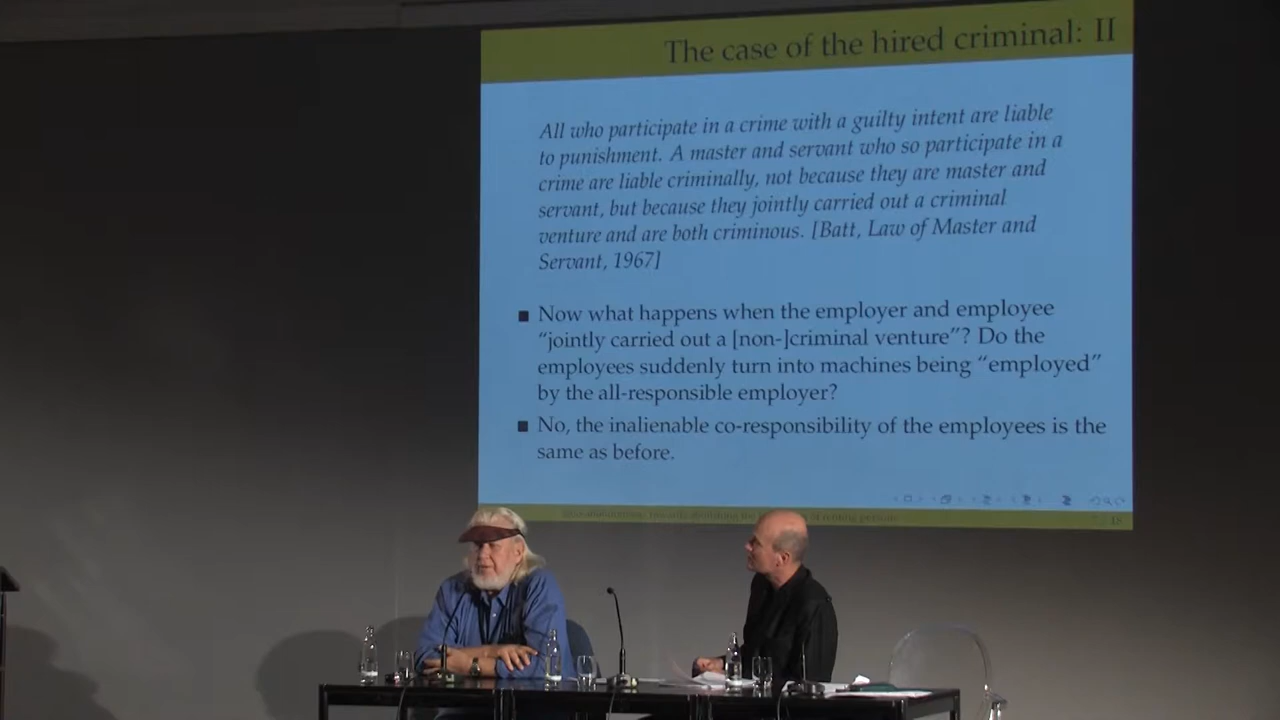 The case of the hired criminal: II
All who participate in a crime with a guilty intent are liable
to punishment. A master and servant who so participate in a
crime are liable criminally, not because they are master and
servant, but because they jointly carried out a criminal
venture and are both criminous. [Batt, Law of Master and
Servant, 1967]
Now what happens when the employer and employee
“jointly carried out a [non-]criminal venture”? Do the
employees suddenly turn into machines being “employed”
by the all-responsible employer?
No, the inalienable co-responsibility of the employees is the
same as before.